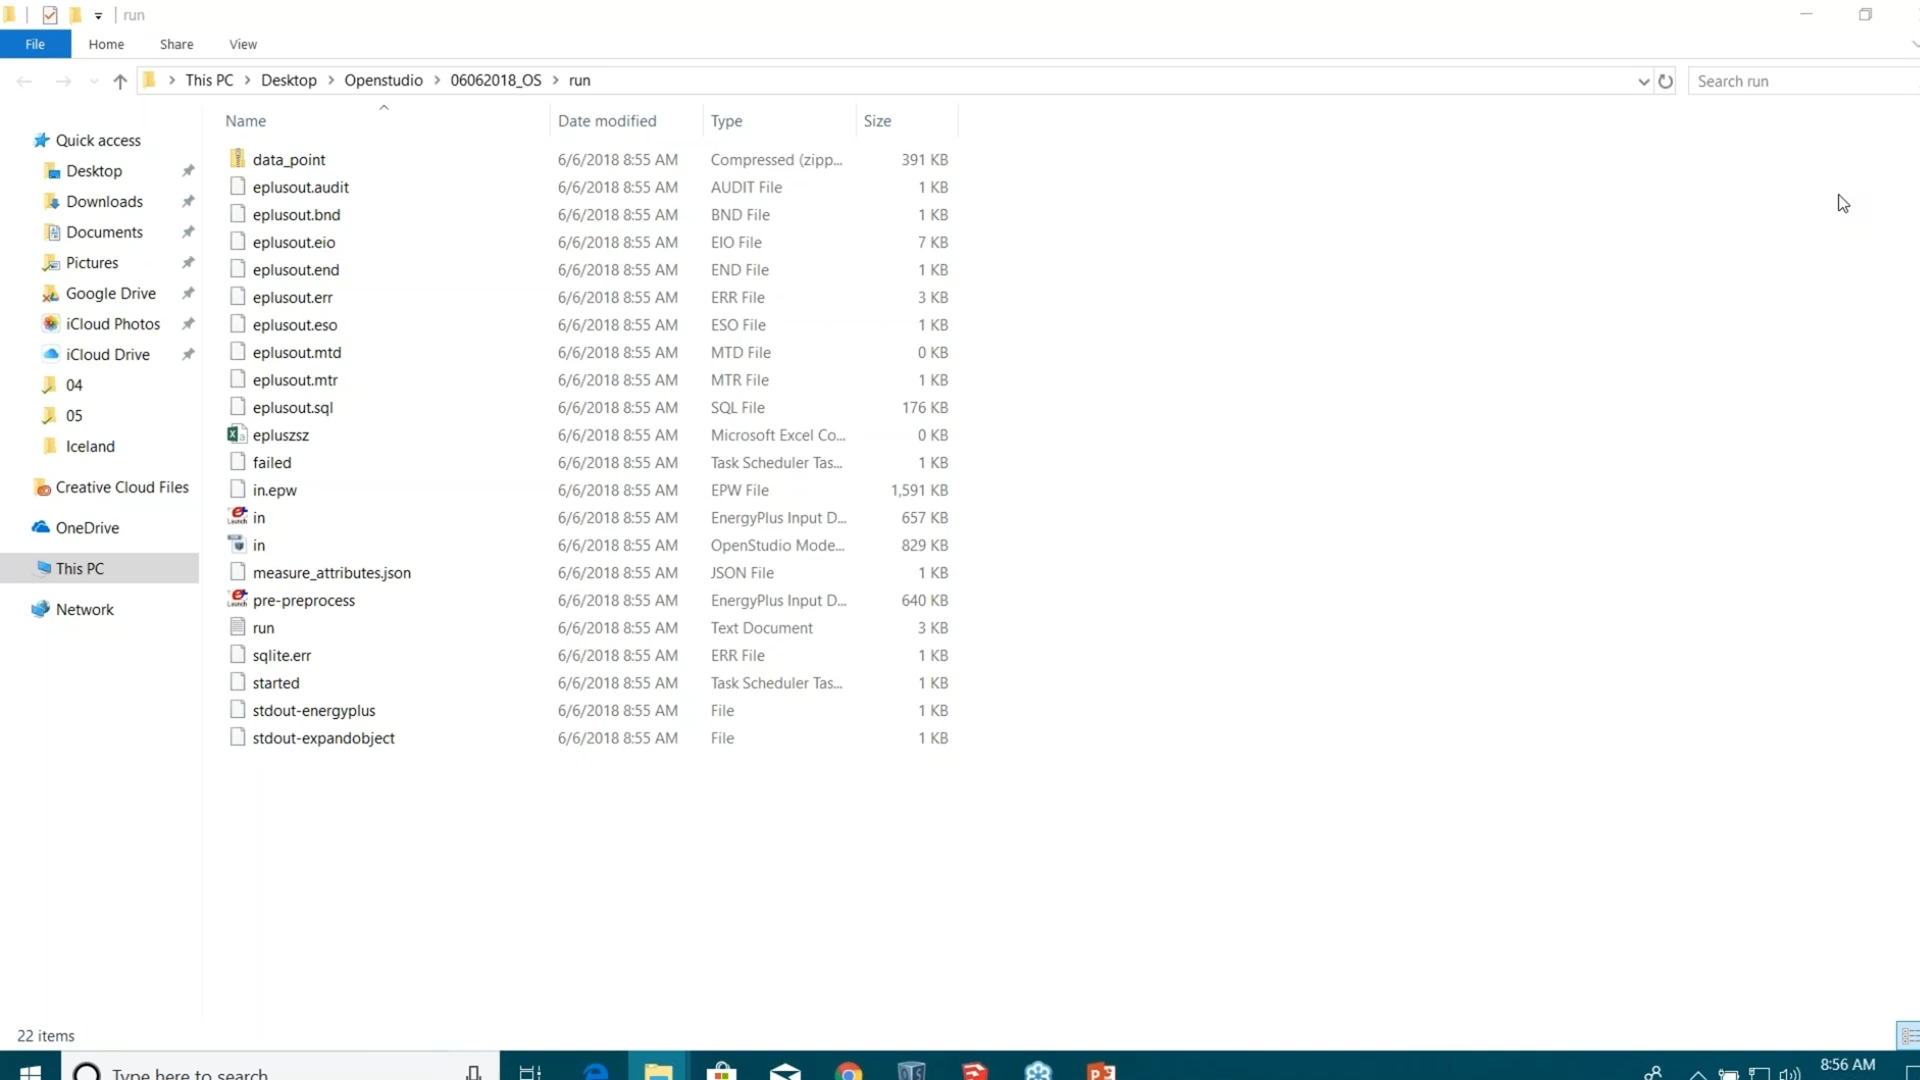 run
File Home Share View
This PC Desktop Openstudio 06062018_OS run Search run
Name Date modified Type Size
Quick access
Desktop
Downloads
Documents
Pictures
Google Drive
iCloud Photos
iCloud Drive
04
05
Iceland
Creative Cloud Files
OneDrive
This PC
Network
data_point 6/6/2018 8:55 AM Compressed (zipp... 391 KB
eplusout.audit 6/6/2018 8:55 AM AUDIT File 1 KB
eplusout.bnd 6/6/2018 8:55 AM BND File 1 KB
eplusout.eio 6/6/2018 8:55 AM EIO File 7 KB
eplusout.end 6/6/2018 8:55 AM END File 1 KB
eplusout.err 6/6/2018 8:55 AM ERR File 3 KB
eplusout.eso 6/6/2018 8:55 AM ESO File 1 KB
eplusout.mtd 6/6/2018 8:55 AM MTD File 0 KB
eplusout.mtr 6/6/2018 8:55 AM MTR File 1 KB
eplusout.sql 6/6/2018 8:55 AM SQL File 176 KB
epluszsz 6/6/2018 8:55 AM Microsoft Excel Co... 0 KB
failed 6/6/2018 8:55 AM Task Scheduler Tas... 1 KB
in.epw 6/6/2018 8:55 AM EPW File 1,591 KB
in 6/6/2018 8:55 AM EnergyPlus Input D... 657 KB
in 6/6/2018 8:55 AM OpenStudio Mode... 829 KB
measure_attributes.json 6/6/2018 8:55 AM JSON File 1 KB
pre-preprocess 6/6/2018 8:55 AM EnergyPlus Input D... 640 KB
run 6/6/2018 8:55 AM Text Document 3 KB
sqlite.err 6/6/2018 8:55 AM ERR File 1 KB
started 6/6/2018 8:55 AM Task Scheduler Tas... 1 KB
stdout-energyplus 6/6/2018 8:55 AM File 1 KB
stdout-expandobject 6/6/2018 8:55 AM File 1 KB
22 items
Type here to search
8:56 AM